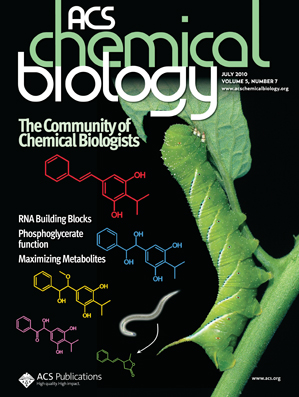 ACS
chemical
biology
JULY 2010
VOLUME 5, NUMBER 7
www.acschemicalbiology.org
The Community of
Chemical Biologists
OH
OH
RNA Building Blocks
Phosphoglycerate
function
Maximizing Metabolites
OH
OH
OH
OH
O
OH
OH
OH
O
OH
OH
OH
O
O
ACS Publications
High quality. High impact.
www.acs.org